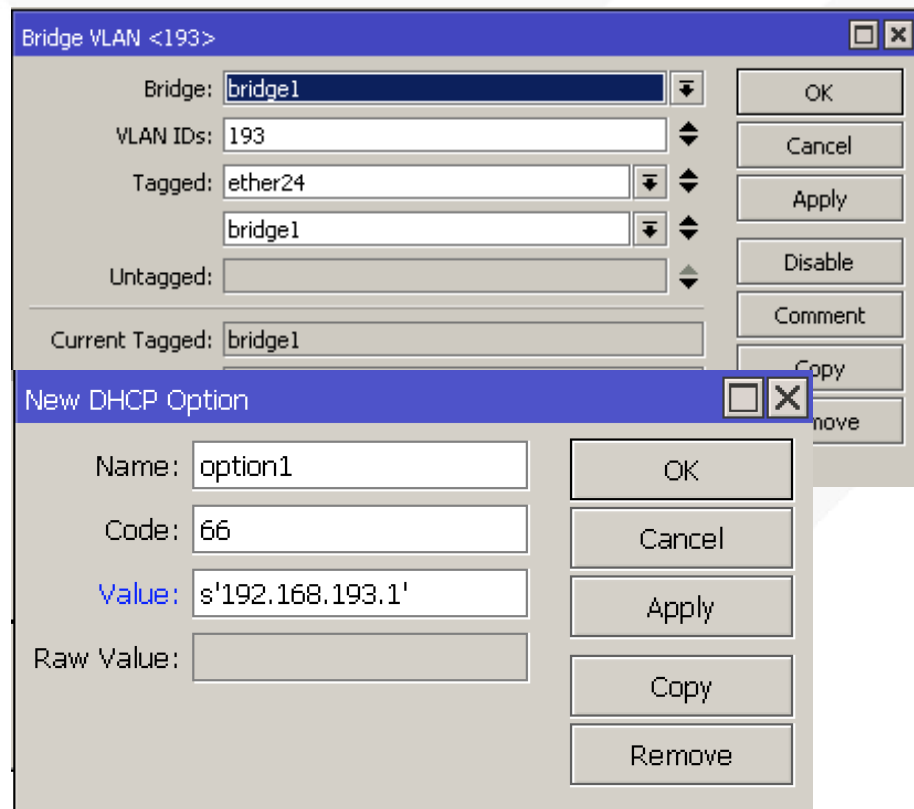 Bridge VLAN <193>
Bridge: bridge1
OK
VLAN IDs: 193
Cancel
Tagged: ether24
Apply
bridge1
Untagged:
Disable
Comment
Current Tagged: bridge1
Copy
New DHCP Option
Name: option1
OK
Code: 66
Cancel
Value: s'192.168.193.1'
Apply
Raw Value:
Copy
Remove